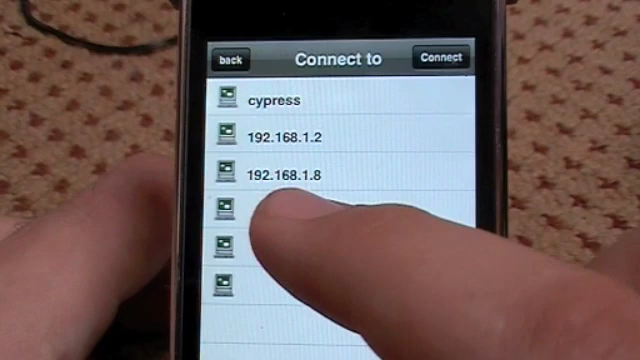 back
Connect to
Connect
cypress
192.168.1.2
192.168.1.8